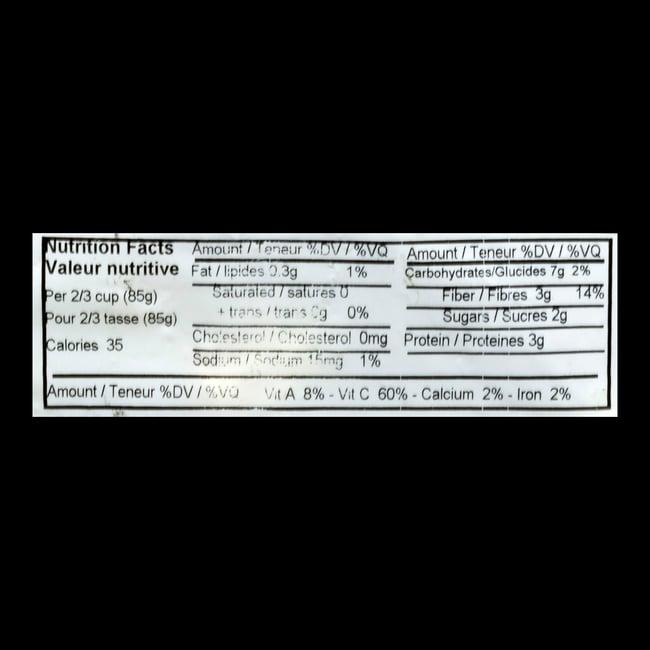 Nutrition Facts
Valeur nutritive
Per 2/3 cup (85g)
Pour 2/3 tasse (85g)
Calories 35
Amount / Teneur %DV / %VQ
Fat / lipides 0.3g 1%
Saturated / saturés 0
+ trans / trans 0g 0%
Cholesterol / Cholesterol 0mg
Sodium / Sodium 15mg 1%
Amount / Teneur %DV / %VQ
Carbohydrates/Glucides 7g 2%
Fiber / Fibres 3g 14%
Sugars / Sucres 2g
Protein / Proteines 3g
Amount / Teneur %DV / %VQ Vit A 8% - Vit C 60% - Calcium 2% - Iron 2%